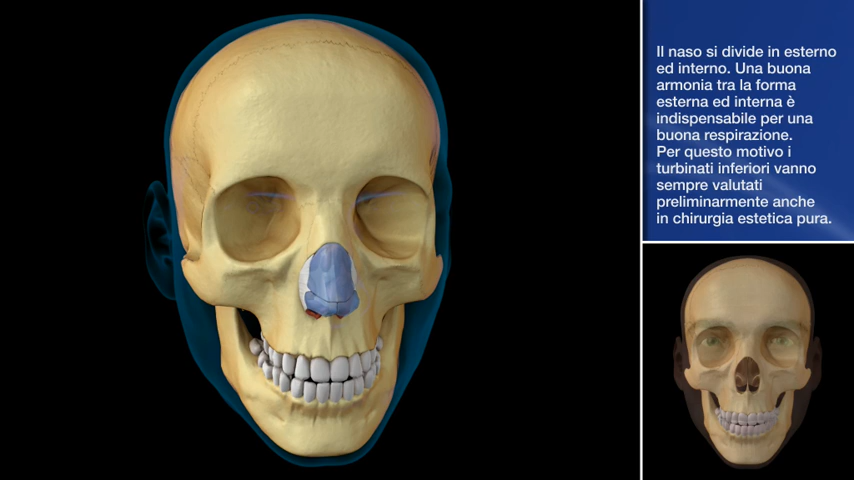 Il naso si divide in esterno
ed interno. Una buona
armonia tra la forma
esterna ed interna è
indispensabile per una
buona respirazione.
Per questo motivo i
turbinati inferiori vanno
sempre valutati
preliminarmente anche
in chirurgia estetica pura.